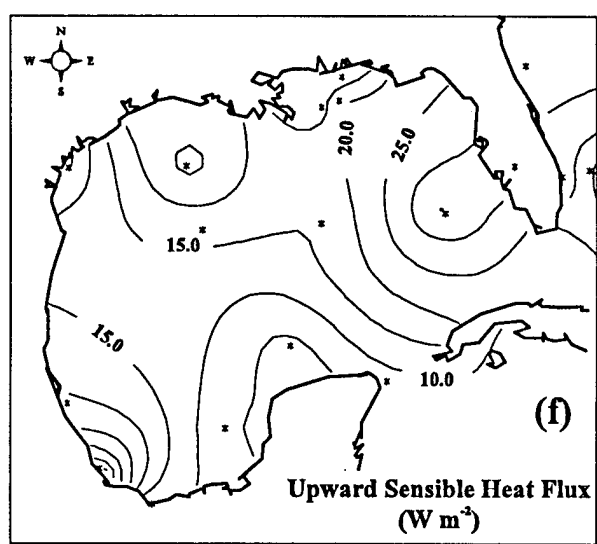 N
W E
S
20.0
25.0
15.0
15.0
10.0
(f)
Upward Sensible Heat Flux
(W m⁻²)